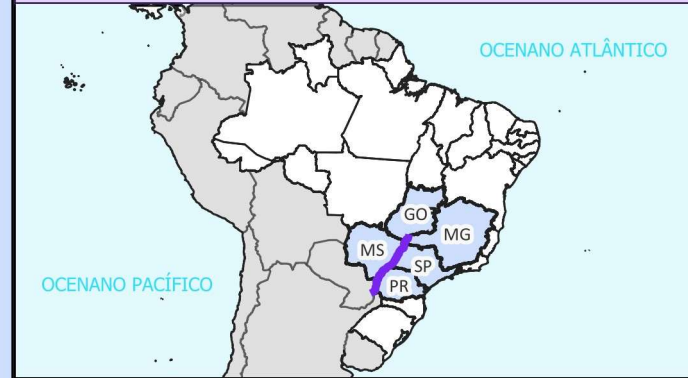 OCENANO ATLÂNTICO
GO
MG
MS
SP
OCENANO PACÍFICO
PR